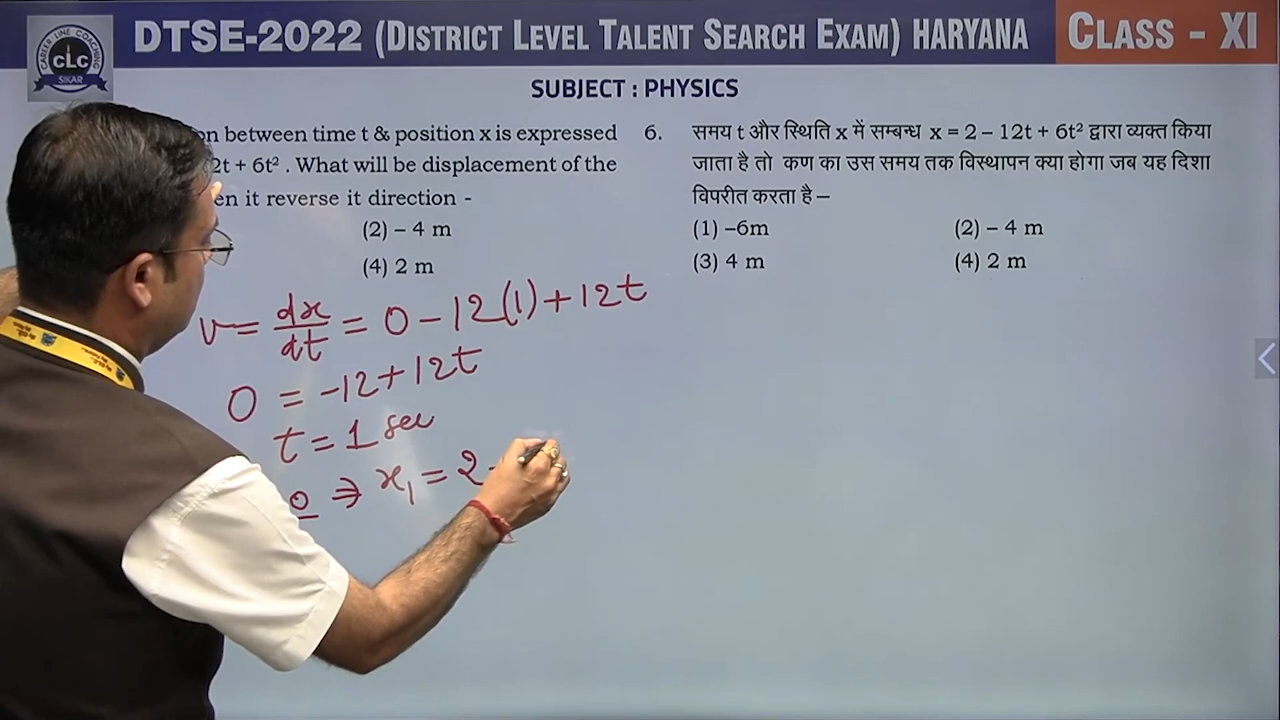 CAREER LINE COACHING
CLC
SIKAR
DTSE-2022 (DISTRICT LEVEL TALENT SEARCH EXAM) HARYANA
CLASS - XI
SUBJECT : PHYSICS
on between time t & position x is expressed
2t + 6t² . What will be displacement of the
en it reverse it direction -
(2) – 4 m
(4) 2 m
6. समय t और स्थिति x में सम्बन्ध x = 2 – 12t + 6t² द्वारा व्यक्त किया
जाता है तो कण का उस समय तक विस्थापन क्या होगा जब यह दिशा
विपरीत करता है –
(1) –6m (2) – 4 m
(3) 4 m (4) 2 m
v = dx/dt = 0 - 12(1) + 12t
0 = -12 + 12t
t = 1 sec
0 ⇒ x₁ = 2